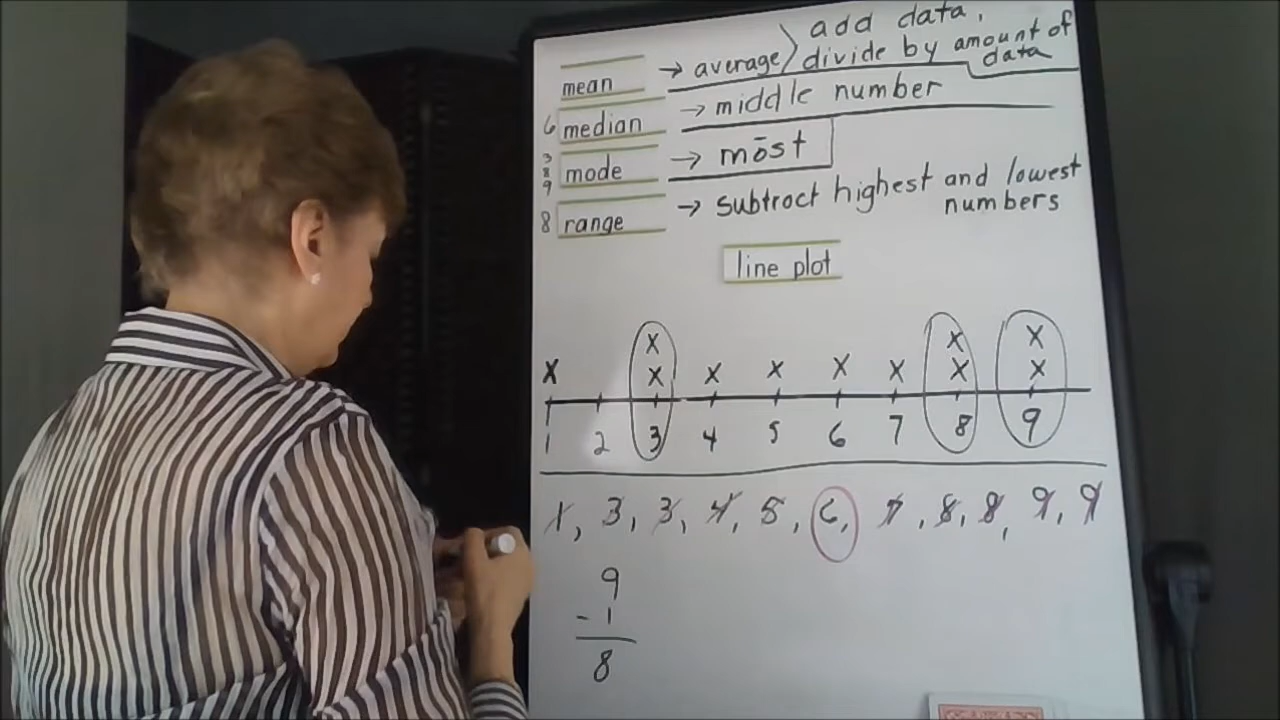 mean → average) add data,
divide by amount of
data
6 median → middle number
3 8 9 mode → mōst
8 range → subtract highest and lowest
numbers
line plot
x x x x x x x x x x x
1 2 3 4 5 6 7 8 9
1, 3, 3, 4, 5, 6, 7, 8, 8, 9, 9
9
- 1
8